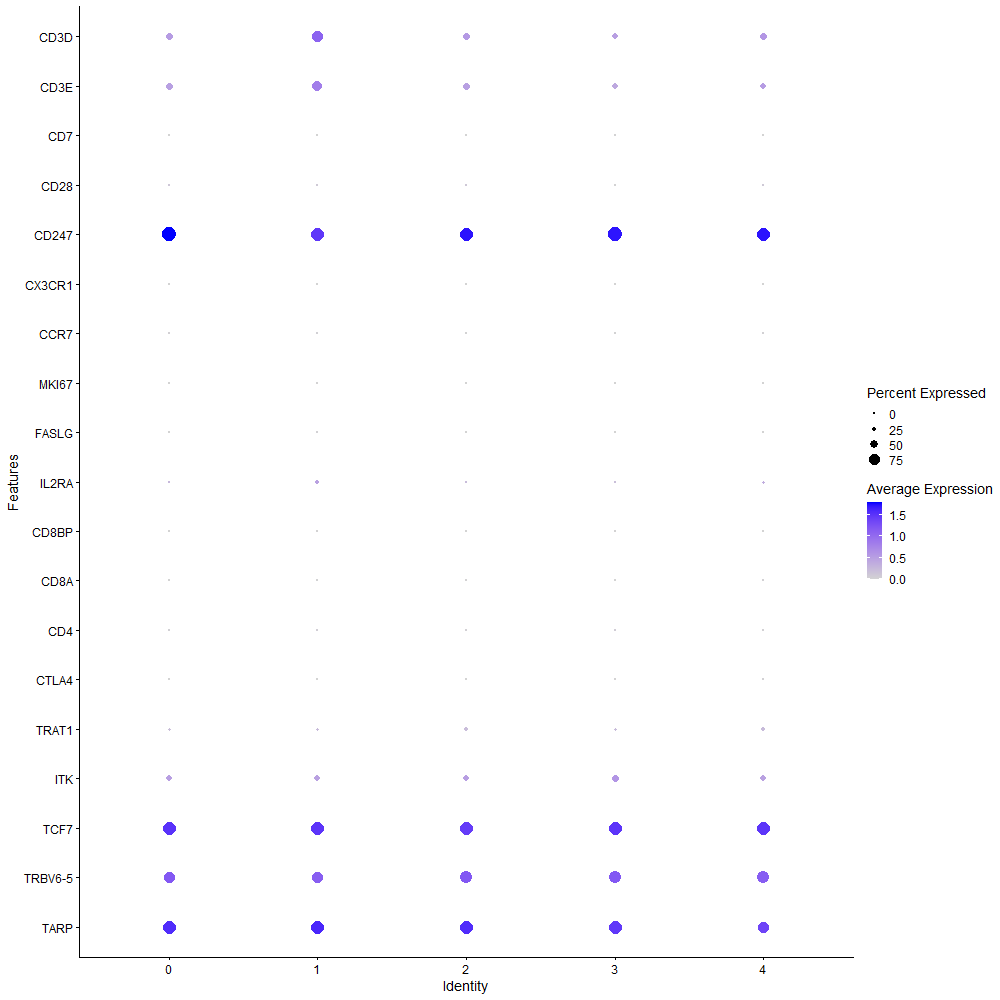 CD3D
CD3E
CD7
CD28
CD247
CX3CR1
CCR7
MKI67
FASLG
IL2RA
CD8BP
CD8A
CD4
CTLA4
TRAT1
ITK
TCF7
TRBV6-5
TARP
Features
0 1 2 3 4
Identity
Percent Expressed
0
25
50
75
Average Expression
1.5
1.0
0.5
0.0